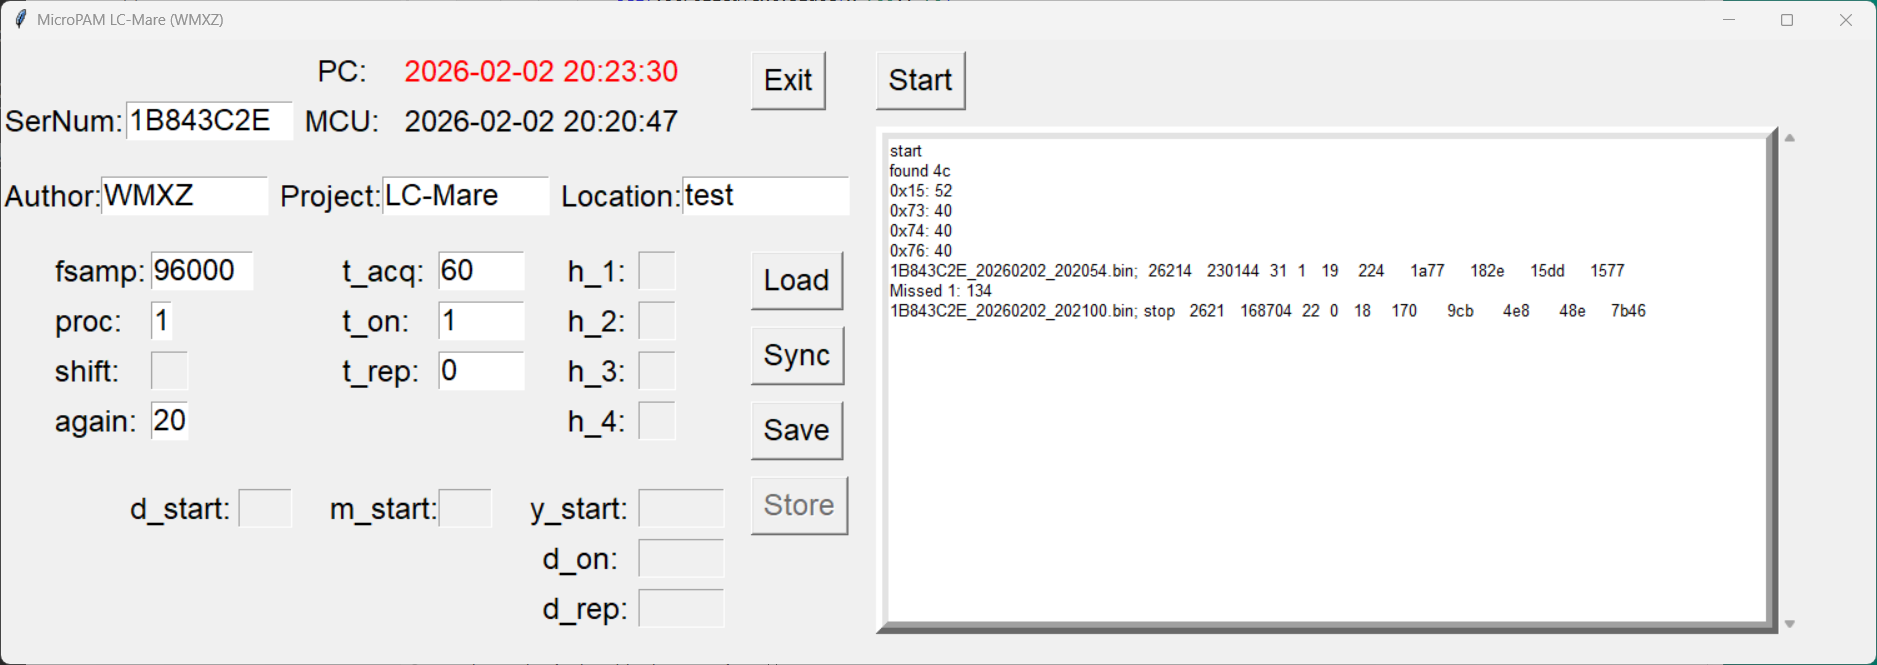 MicroPAM LC-Mare (WMXZ)
PC: 2026-02-02 20:23:30 Exit Start
SerNum: 1B843C2E MCU: 2026-02-02 20:20:47
Author: WMXZ Project: LC-Mare Location: test
fsamp: 96000 t_acq: 60 h_1: Load
proc: 1 t_on: 1 h_2:
shift: t_rep: 0 h_3: Sync
again: 20 h_4: Save
d_start: m_start: y_start: Store
d_on:
d_rep:
start
found 4c
0x15: 52
0x73: 40
0x74: 40
0x76: 40
1B843C2E_20260202_202054.bin; 26214 230144 31 1 19 224 1a77 182e 15dd 1577
Missed 1: 134
1B843C2E_20260202_202100.bin; stop 2621 168704 22 0 18 170 9cb 4e8 48e 7b46